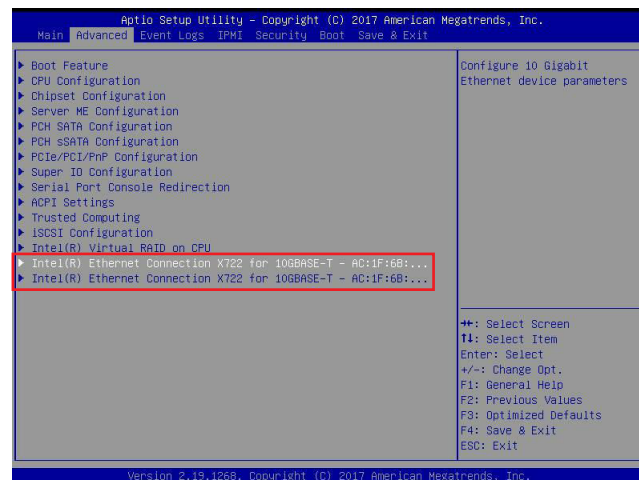 Aptio Setup Utility – Copyright (C) 2017 American Megatrends, Inc.
Main Advanced Event Logs IPMI Security Boot Save & Exit
Boot Feature
CPU Configuration
Chipset Configuration
Server ME Configuration
PCH SATA Configuration
PCH sSATA Configuration
PCIe/PCI/PnP Configuration
Super IO Configuration
Serial Port Console Redirection
ACPI Settings
Trusted Computing
iSCSI Configuration
Intel(R) Virtual RAID on CPU
Intel(R) Ethernet Connection X722 for 10GBASE-T - AC:1F:6B:...
Intel(R) Ethernet Connection X722 for 10GBASE-T - AC:1F:6B:...
Configure 10 Gigabit
Ethernet device parameters
→←: Select Screen
↑↓: Select Item
Enter: Select
+/-: Change Opt.
F1: General Help
F2: Previous Values
F3: Optimized Defaults
F4: Save & Exit
ESC: Exit
Version 2.19.1268. Copyright (C) 2017 American Megatrends, Inc.